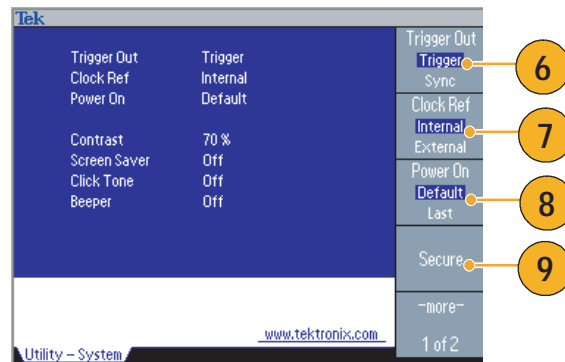 Tek
Trigger Out Trigger
Clock Ref Internal
Power On Default
Contrast 70 %
Screen Saver Off
Click Tone Off
Beeper Off
www.tektronix.com
Utility – System
Trigger Out
Trigger
Sync
Clock Ref
Internal
External
Power On
Default
Last
Secure
-more-
1 of 2
6
7
8
9